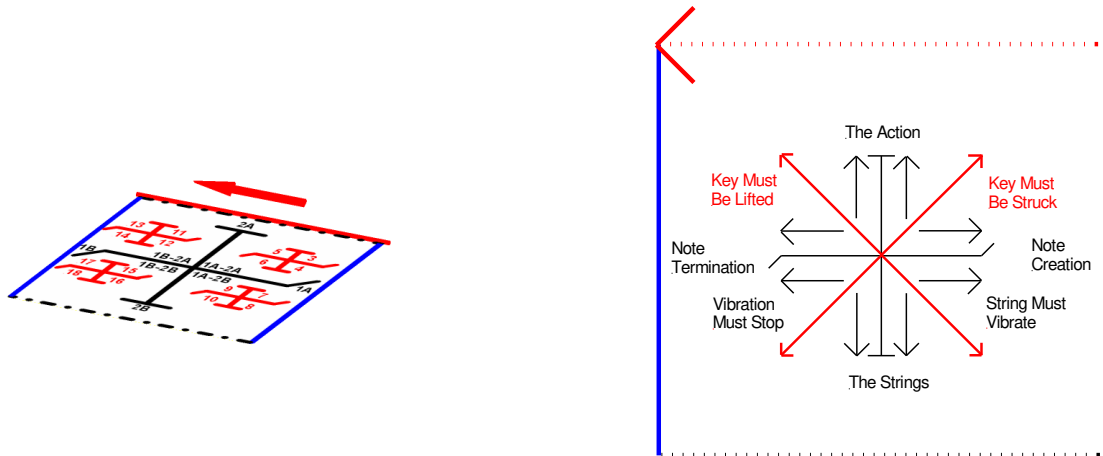 2A
13
11
14
12
1B
1B-2A
1A-2A
5
3
6
4
17
15
18
16
1B-2B
1A-2B
9
7
10
8
1A
2B
The Action
Key Must
Be Lifted
Key Must
Be Struck
Note
Termination
Note
Creation
Vibration
Must Stop
String Must
Vibrate
The Strings